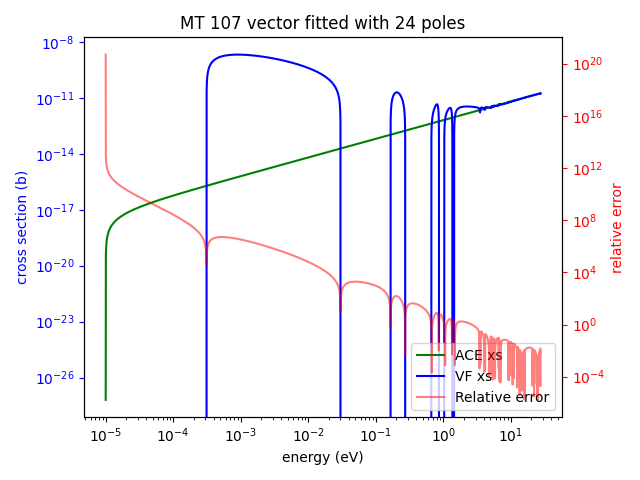 MT 107 vector fitted with 24 poles
10⁻⁸
10⁻¹¹
10⁻¹⁴
10⁻¹⁷
10⁻²⁰
10⁻²³
10⁻²⁶
cross section (b)
10²⁰
10¹⁶
10¹²
10⁸
10⁴
10⁰
10⁻⁴
relative error
ACE xs
VF xs
Relative error
10⁻⁵ 10⁻⁴ 10⁻³ 10⁻² 10⁻¹ 10⁰ 10¹
energy (eV)